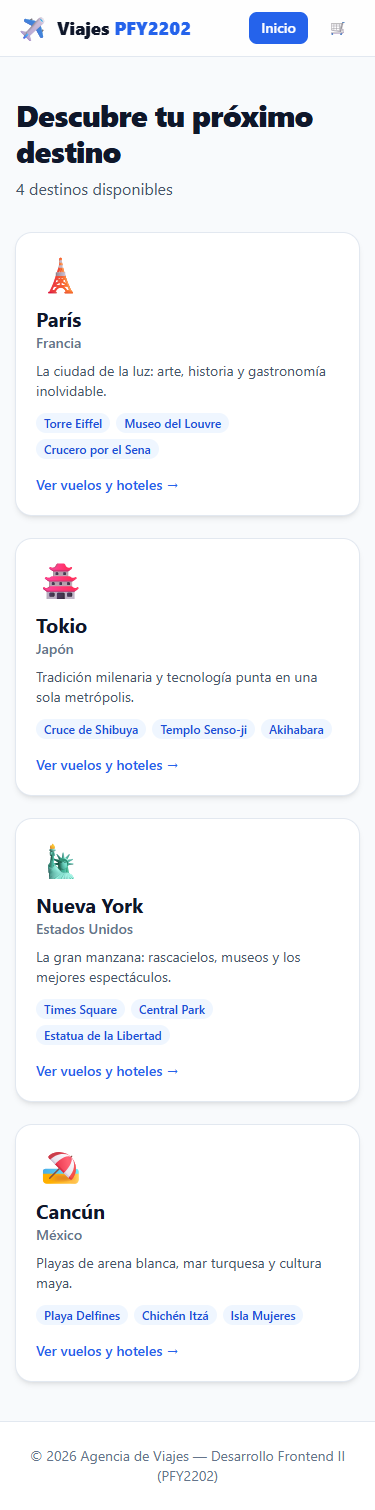 Viajes PFY2202
Inicio
Descubre tu próximo
destino
4 destinos disponibles
París
Francia
La ciudad de la luz: arte, historia y gastronomía
inolvidable.
Torre Eiffel Museo del Louvre
Crucero por el Sena
Ver vuelos y hoteles →
Tokio
Japón
Tradición milenaria y tecnología punta en una
sola metrópolis.
Cruce de Shibuya Templo Senso-ji Akihabara
Ver vuelos y hoteles →
Nueva York
Estados Unidos
La gran manzana: rascacielos, museos y los
mejores espectáculos.
Times Square Central Park
Estatua de la Libertad
Ver vuelos y hoteles →
Cancún
México
Playas de arena blanca, mar turquesa y cultura
maya.
Playa Delfines Chichén Itzá Isla Mujeres
Ver vuelos y hoteles →
© 2026 Agencia de Viajes — Desarrollo Frontend II
(PFY2202)